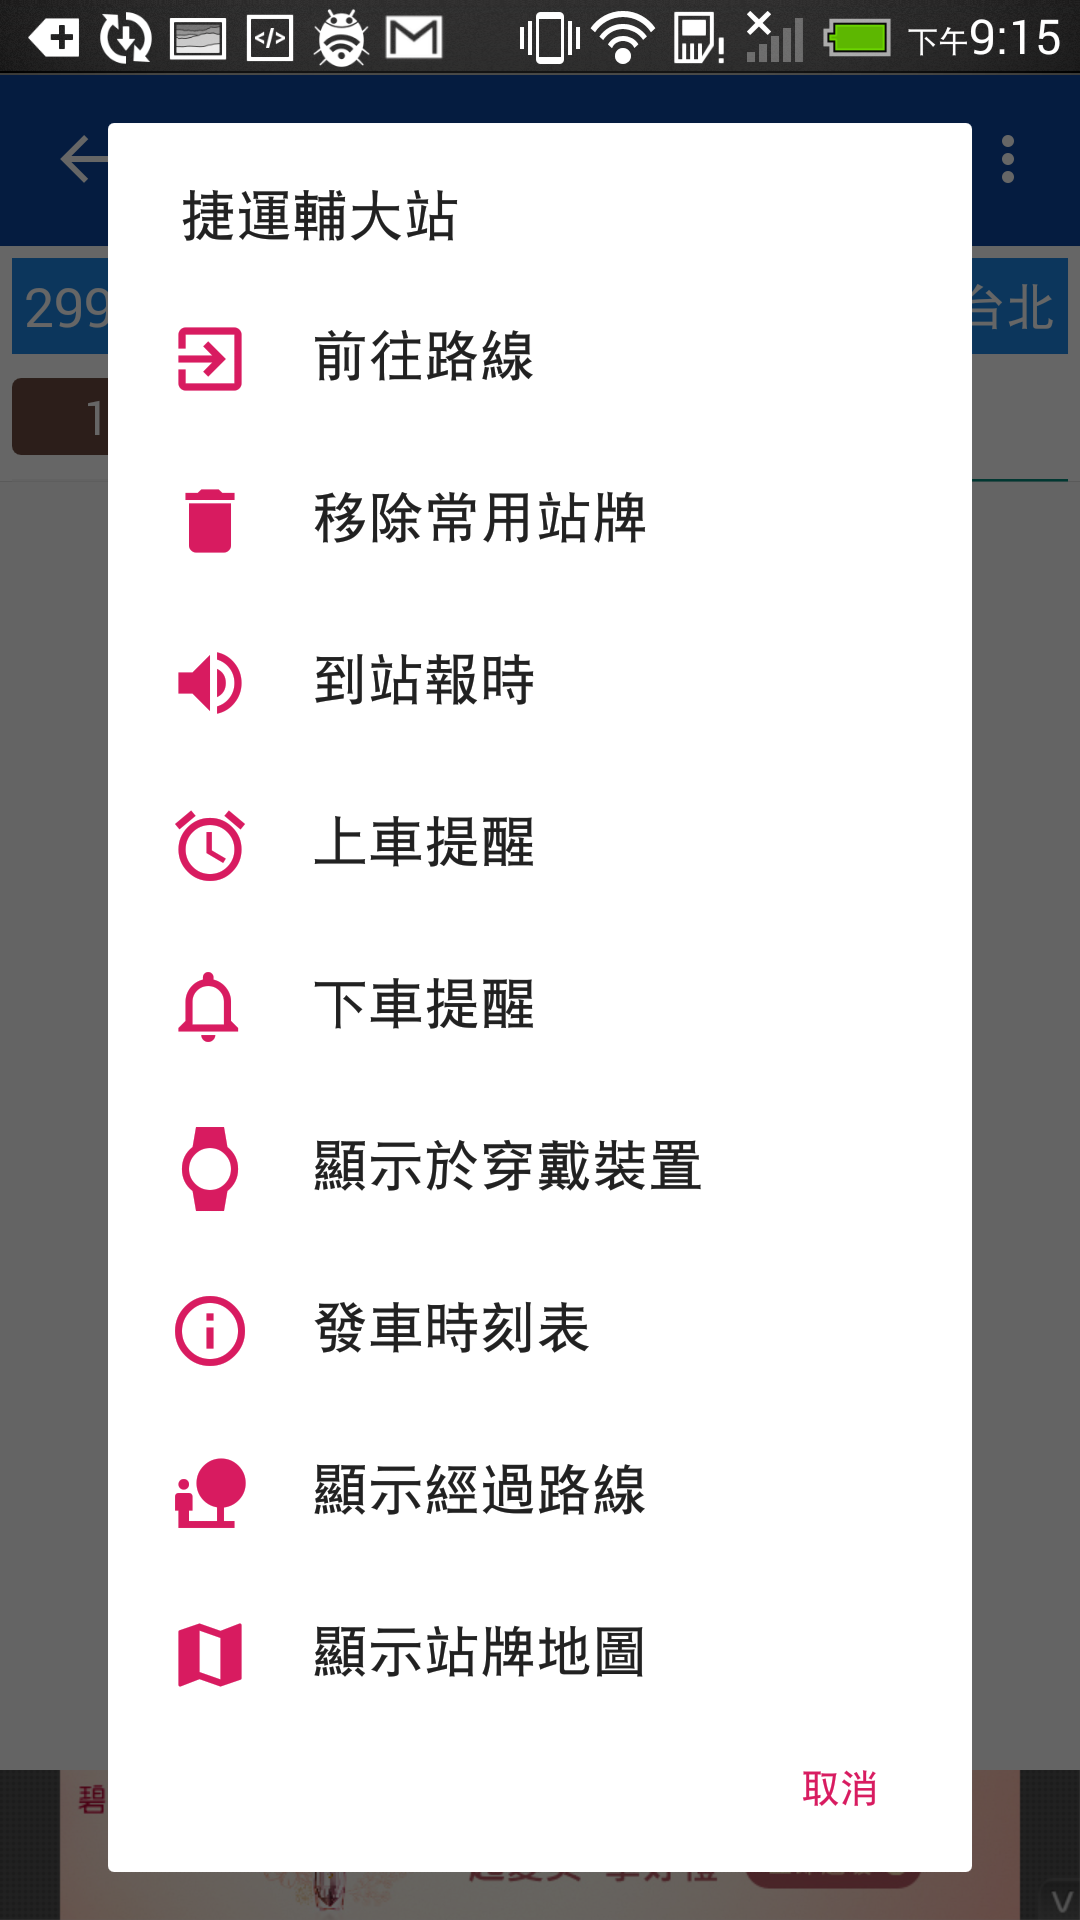 下午9:15
捷運輔大站
299
台北
1
前往路線
移除常用站牌
到站報時
上車提醒
下車提醒
顯示於穿戴裝置
發車時刻表
顯示經過路線
顯示站牌地圖
取消
碧